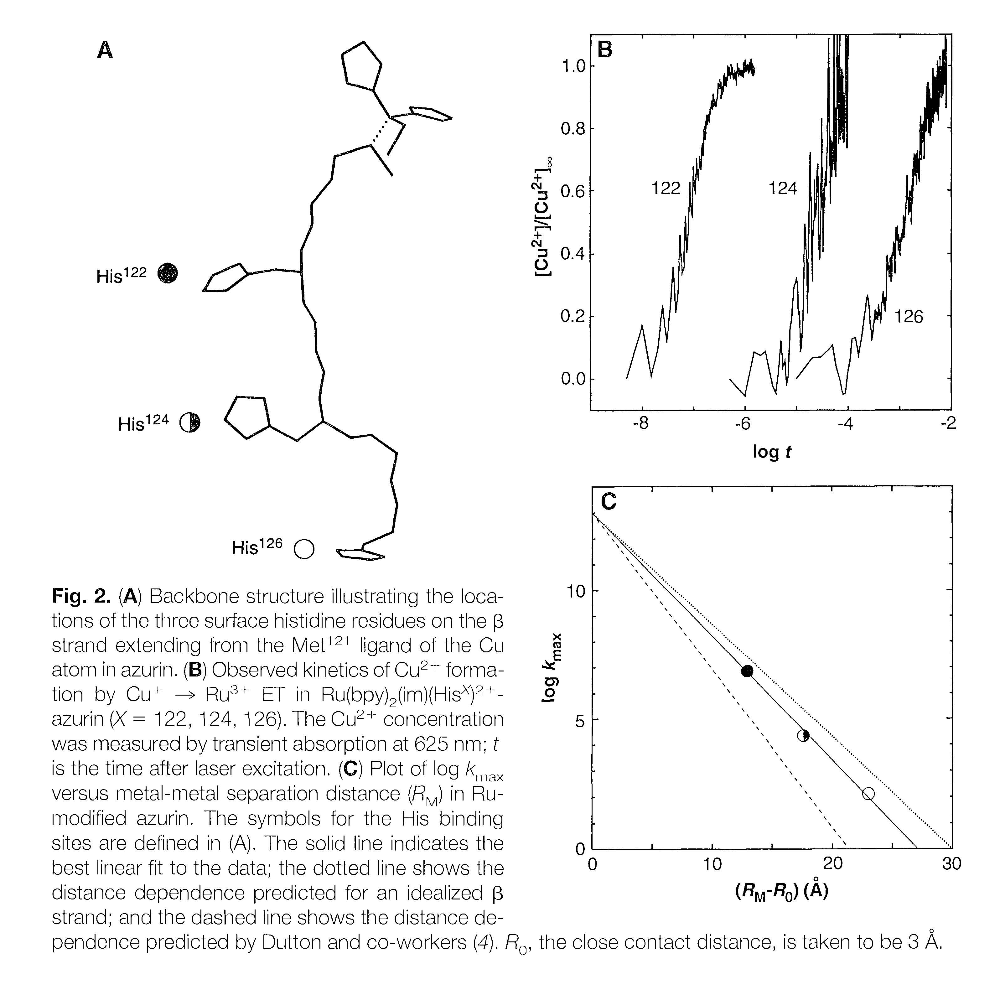 A
His122
His124
His126
B
[Cu2+]/[Cu2+]∞
1.0
0.8
0.6
0.4
0.2
0.0
122
124
126
-8
-6
-4
-2
log t
C
log kmax
10
5
0
0
10
20
30
(RM-R0) (Å)
Fig. 2. (A) Backbone structure illustrating the loca-
tions of the three surface histidine residues on the β
strand extending from the Met121 ligand of the Cu
atom in azurin. (B) Observed kinetics of Cu2+ forma-
tion by Cu+ → Ru3+ ET in Ru(bpy)2(im)(HisX)2+-
azurin (X = 122, 124, 126). The Cu2+ concentration
was measured by transient absorption at 625 nm; t
is the time after laser excitation. (C) Plot of log kmax
versus metal-metal separation distance (RM) in Ru-
modified azurin. The symbols for the His binding
sites are defined in (A). The solid line indicates the
best linear fit to the data; the dotted line shows the
distance dependence predicted for an idealized β
strand; and the dashed line shows the distance de-
pendence predicted by Dutton and co-workers (4). R0, the close contact distance, is taken to be 3 Å.